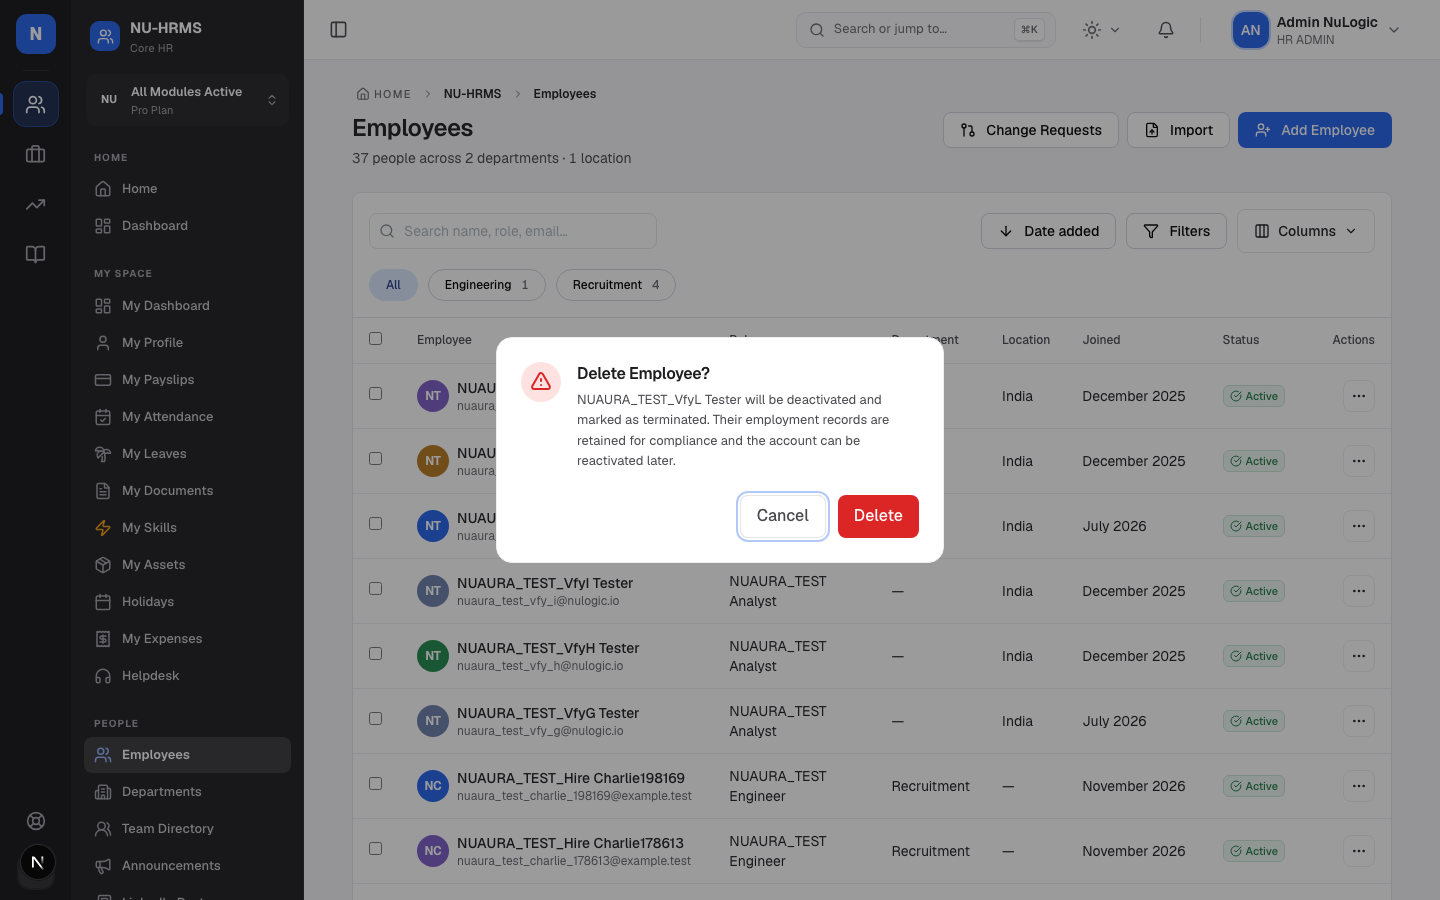 N
NU-HRMS
Core HR
NU
All Modules Active
Pro Plan
HOME
Home
Dashboard
MY SPACE
My Dashboard
My Profile
My Payslips
My Attendance
My Leaves
My Documents
My Skills
My Assets
Holidays
My Expenses
Helpdesk
PEOPLE
Employees
Departments
Team Directory
Announcements
N
Search or jump to...
⌘K
AN
Admin NuLogic
HR ADMIN
HOME > NU-HRMS > Employees
Employees
37 people across 2 departments · 1 location
Change Requests
Import
Add Employee
Search name, role, email...
Date added
Filters
Columns
All
Engineering 1
Recruitment 4
Employee Location Joined Status Actions
NT India December 2025 Active
NT India December 2025 Active
NT India July 2026 Active
Delete Employee?
NUAURA_TEST_VfyL Tester will be deactivated and
marked as terminated. Their employment records are
retained for compliance and the account can be
reactivated later.
Cancel
Delete
NT NUAURA_TEST_VfyI Tester
nuaura_test_vfy_i@nulogic.io
NUAURA_TEST
Analyst
— India December 2025 Active
NT NUAURA_TEST_VfyH Tester
nuaura_test_vfy_h@nulogic.io
NUAURA_TEST
Analyst
— India December 2025 Active
NT NUAURA_TEST_VfyG Tester
nuaura_test_vfy_g@nulogic.io
NUAURA_TEST
Analyst
— India July 2026 Active
NC NUAURA_TEST_Hire Charlie198169
nuaura_test_charlie_198169@example.test
NUAURA_TEST
Engineer
Recruitment — November 2026 Active
NC NUAURA_TEST_Hire Charlie178613
nuaura_test_charlie_178613@example.test
NUAURA_TEST
Engineer
Recruitment — November 2026 Active